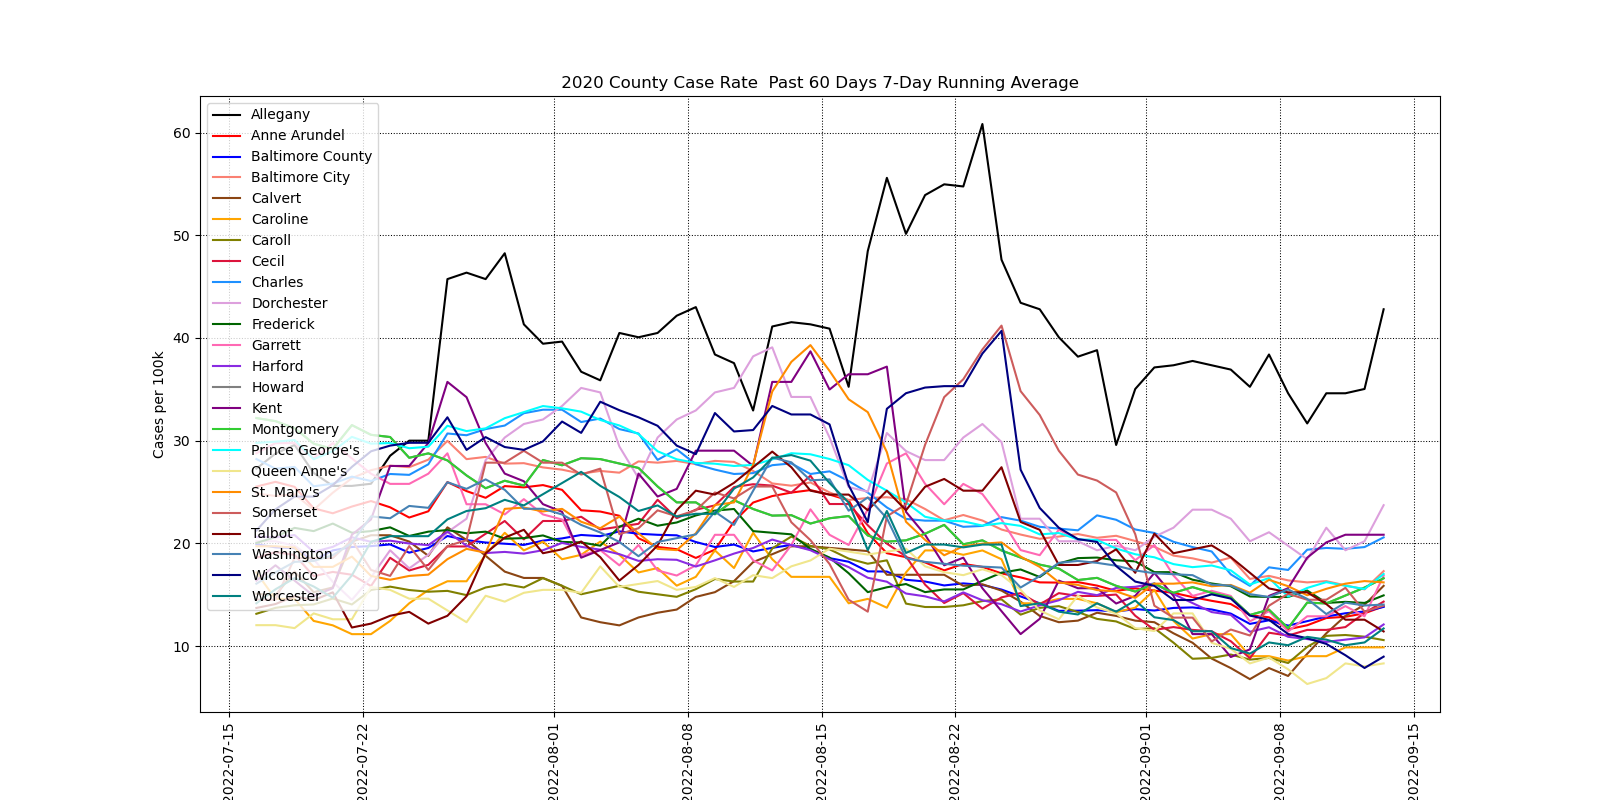 2020 County Case Rate  Past 60 Days 7-Day Running Average
Cases per 100k
60
50
40
30
20
10
Allegany
Anne Arundel
Baltimore County
Baltimore City
Calvert
Caroline
Caroll
Cecil
Charles
Dorchester
Frederick
Garrett
Harford
Howard
Kent
Montgomery
Prince George's
Queen Anne's
St. Mary's
Somerset
Talbot
Washington
Wicomico
Worcester
2022-07-15
2022-07-22
2022-08-01
2022-08-08
2022-08-15
2022-08-22
2022-09-01
2022-09-08
2022-09-15